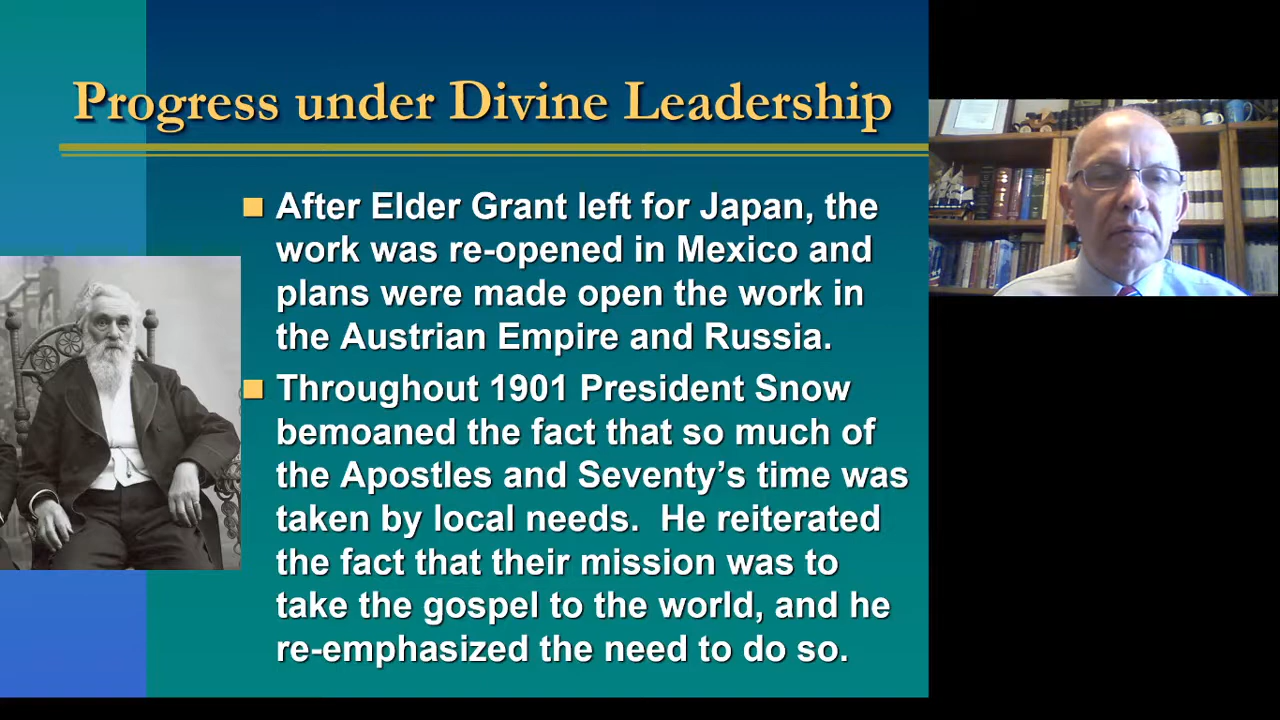 Progress under Divine Leadership
After Elder Grant left for Japan, the
work was re-opened in Mexico and
plans were made open the work in
the Austrian Empire and Russia.
Throughout 1901 President Snow
bemoaned the fact that so much of
the Apostles and Seventy’s time was
taken by local needs.  He reiterated
the fact that their mission was to
take the gospel to the world, and he
re-emphasized the need to do so.